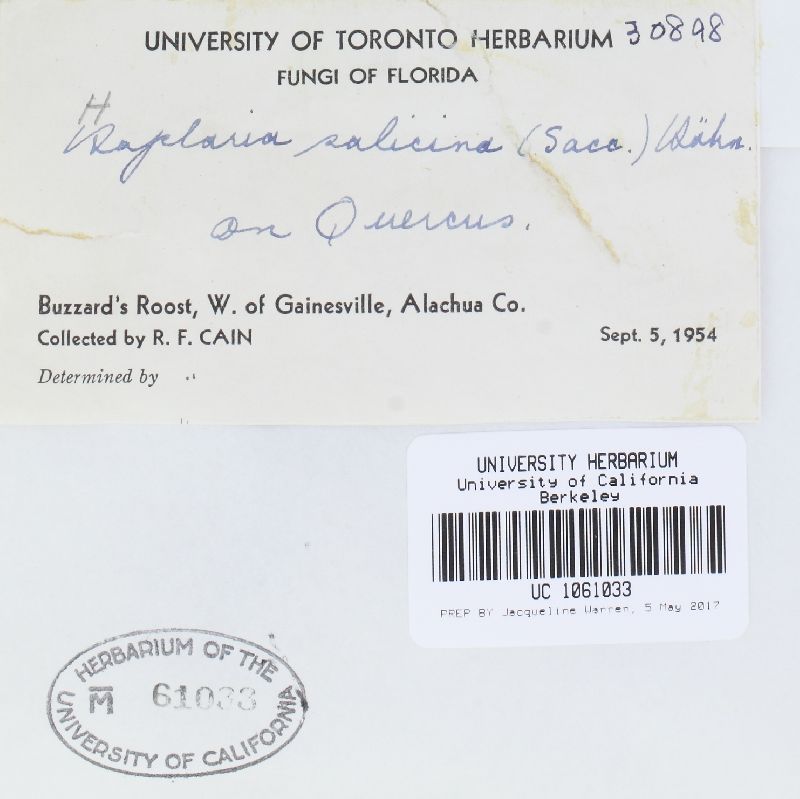 UNIVERSITY OF TORONTO HERBARIUM 30898
FUNGI OF FLORIDA
H
Raplaria salicina (Sacc.) Höhn.
on Quercus.
Buzzard's Roost, W. of Gainesville, Alachua Co.
Collected by R. F. CAIN Sept. 5, 1954
Determined by
UNIVERSITY HERBARIUM
University of California
Berkeley
UC 1061033
PREP BY Jacqueline Warren, 5 May 2017
HERBARIUM OF THE
M 61033
UNIVERSITY OF CALIFORNIA